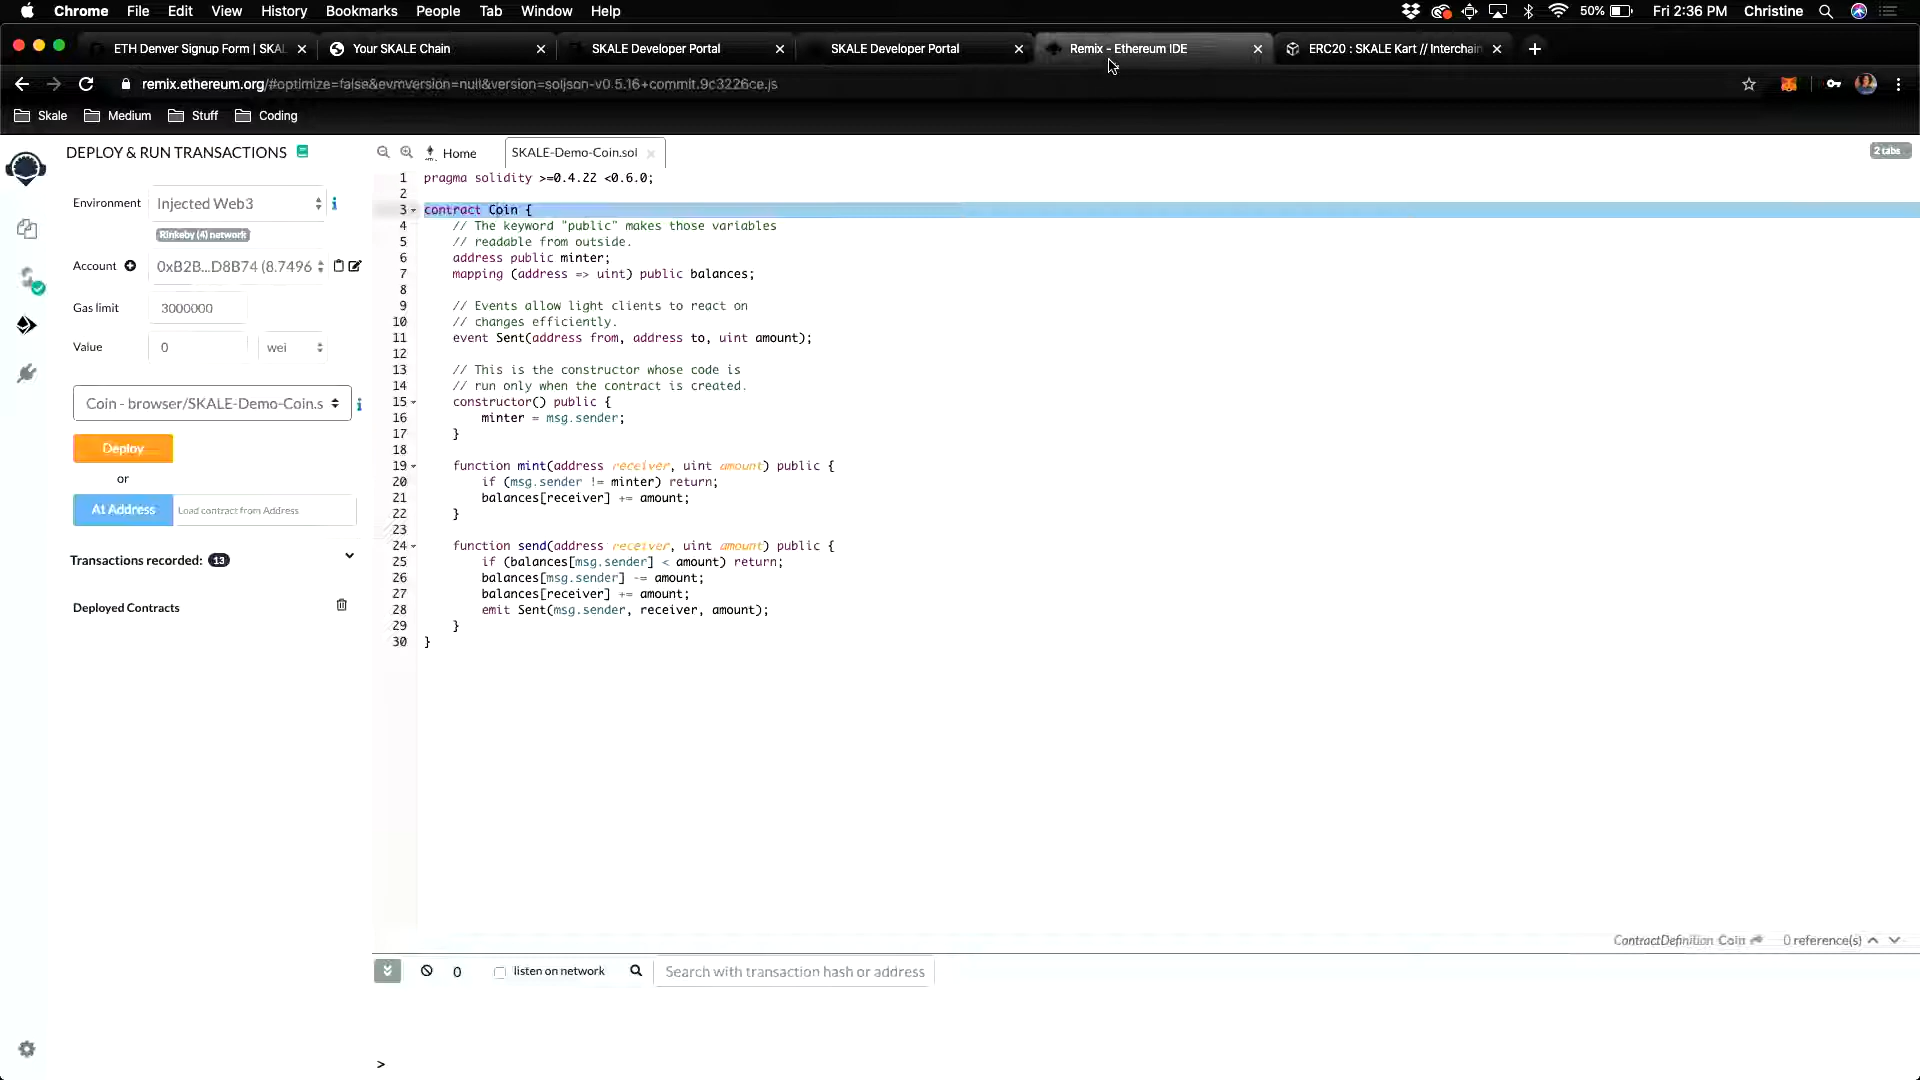 Chrome File Edit View History Bookmarks People Tab Window Help 50% Fri 2:36 PM Christine
ETH Denver Signup Form | SKAL Your SKALE Chain SKALE Developer Portal SKALE Developer Portal Remix - Ethereum IDE ERC20 : SKALE Kart // Interchain
remix.ethereum.org/#optimize=false&evmVersion=null&version=soljson-v0.5.16+commit.9c3226ce.js
Skale Medium Stuff Coding
DEPLOY & RUN TRANSACTIONS
Environment Injected Web3
Rinkeby (4) network
Account 0xB2B...D8B74 (8.7496
Gas limit 3000000
Value 0 wei
Coin - browser/SKALE-Demo-Coin.s
Deploy
or
At Address Load contract from Address
Transactions recorded: 13
Deployed Contracts
Home SKALE-Demo-Coin.sol 2 tabs
1 pragma solidity >=0.4.22 <0.6.0;
2
3 contract Coin {
4 // The keyword "public" makes those variables
5 // readable from outside.
6 address public minter;
7 mapping (address => uint) public balances;
8
9 // Events allow light clients to react on
10 // changes efficiently.
11 event Sent(address from, address to, uint amount);
12
13 // This is the constructor whose code is
14 // run only when the contract is created.
15 constructor() public {
16 minter = msg.sender;
17 }
18
19 function mint(address receiver, uint amount) public {
20 if (msg.sender != minter) return;
21 balances[receiver] += amount;
22 }
23
24 function send(address receiver, uint amount) public {
25 if (balances[msg.sender] < amount) return;
26 balances[msg.sender] -= amount;
27 balances[receiver] += amount;
28 emit Sent(msg.sender, receiver, amount);
29 }
30 }
ContractDefinition Coin 0 reference(s)
0 listen on network Search with transaction hash or address
>